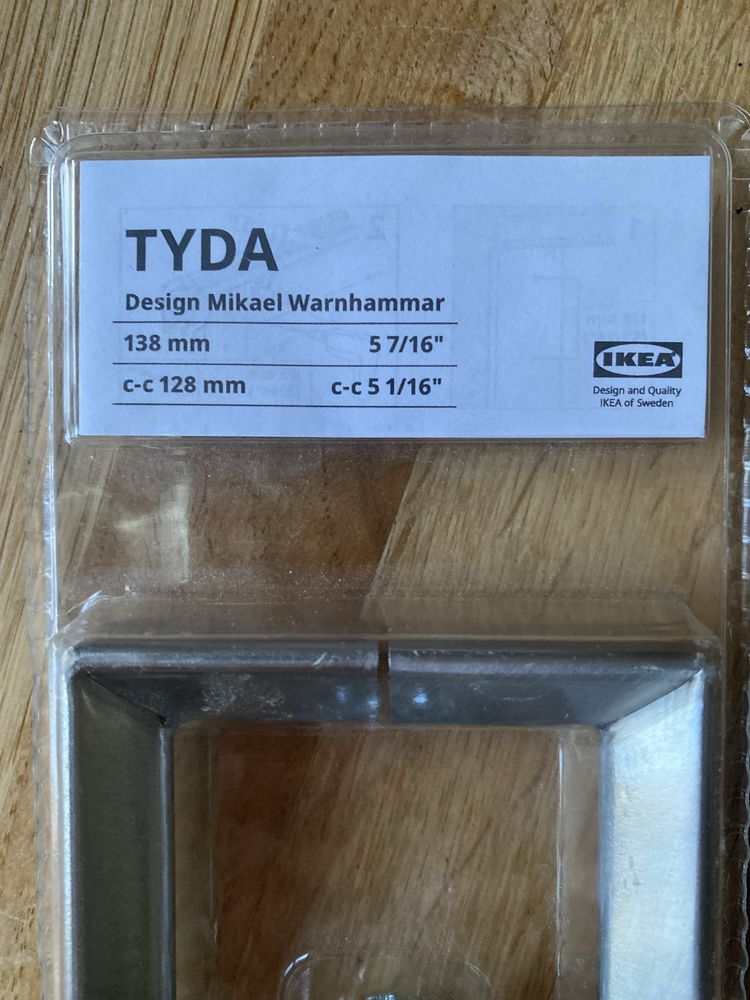 TYDA
Design Mikael Warnhammar
138 mm 5 7/16"
c-c 128 mm c-c 5 1/16"
IKEA
Design and Quality
IKEA of Sweden